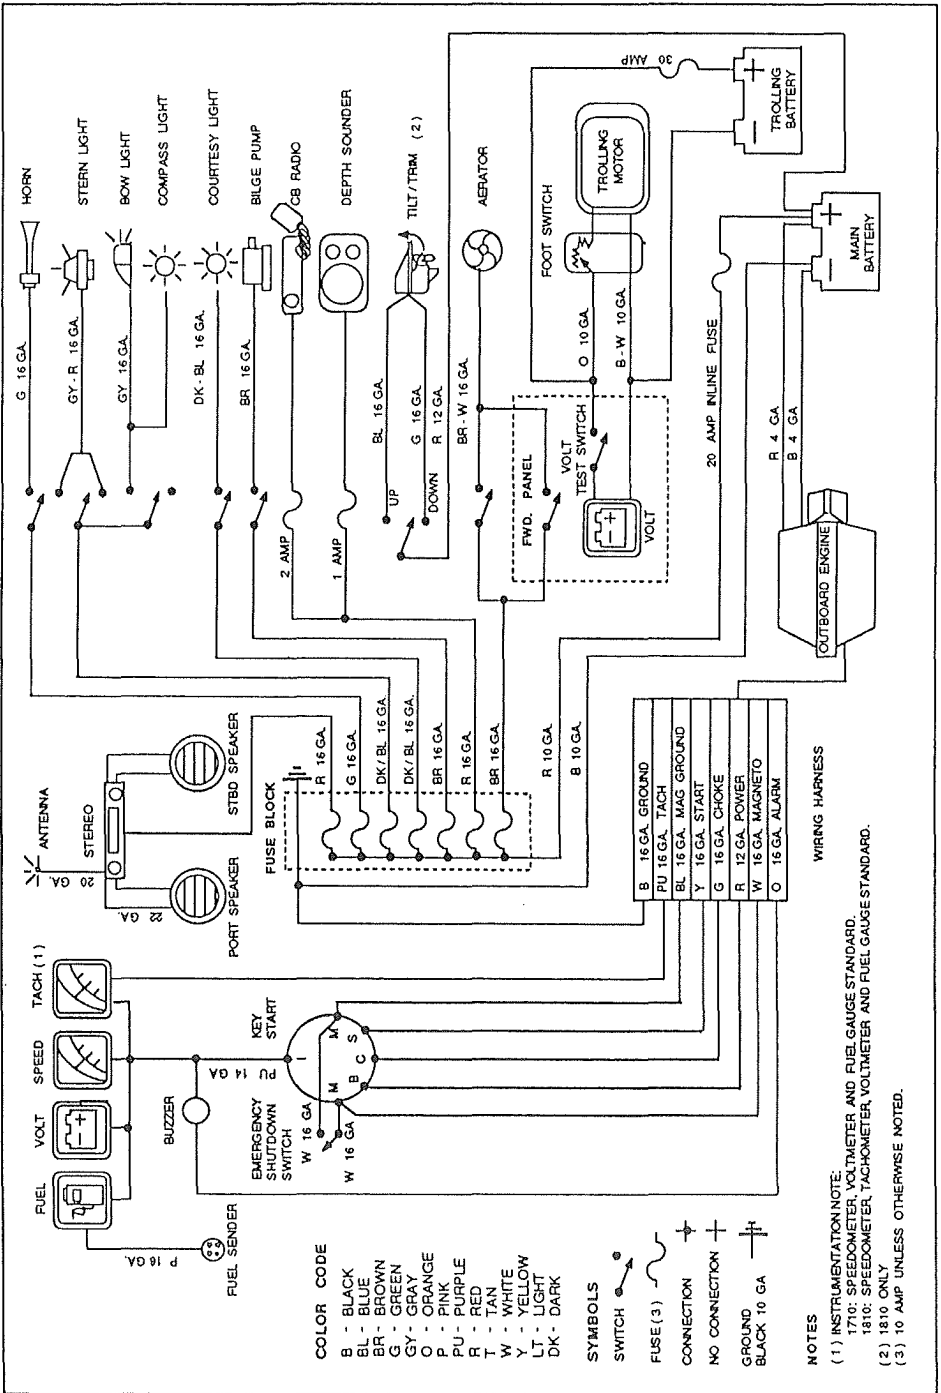 HORN
STERN LIGHT
BOW LIGHT
COMPASS LIGHT
COURTESY LIGHT
BILGE PUMP
CB RADIO
DEPTH SOUNDER
TILT/TRIM (2)
AERATOR
G 16 GA.
GY - R 16 GA.
GY 16 GA.
DK - BL 16 GA.
BR 16 GA.
2 AMP
1 AMP
BL 16 GA.
G 16 GA.
R 12 GA.
UP
DOWN
BR - W 16 GA.
FOOT SWITCH
TROLLING
MOTOR
30 AMP
TROLLING
BATTERY
O 10 GA.
B - W 10 GA.
FWD. PANEL
VOLT
TEST SWITCH
VOLT
20 AMP INLINE FUSE
MAIN
BATTERY
R 4 GA
B 4 GA
OUTBOARD ENGINE
ANTENNA
20 GA.
STEREO
22 GA.
STBD SPEAKER
PORT SPEAKER
FUSE BLOCK
R 16 GA.
G 16 GA.
DK/BL 16 GA.
DK/BL 16 GA.
BR 16 GA.
R 16 GA.
BR 16 GA.
R 10 GA.
B 10 GA.
B 16 GA. GROUND
PU 16 GA. TACH
BL 16 GA. MAG GROUND
Y 16 GA. START
G 16 GA. CHOKE
R 12 GA. POWER
W 16 GA. MAGNETO
O 16 GA. ALARM
WIRING HARNESS
TACH (1)
SPEED
VOLT
FUEL
P 16 GA.
FUEL SENDER
BUZZER
PU 14 GA
KEY
START
I
M
S
C
B
M
EMERGENCY
SHUTDOWN
SWITCH
W 16 GA
W 16 GA
COLOR CODE
B - BLACK
BL - BLUE
BR - BROWN
G - GREEN
GY - GRAY
O - ORANGE
P - PINK
PU - PURPLE
R - RED
T - TAN
W - WHITE
Y - YELLOW
LT - LIGHT
DK - DARK
SYMBOLS
SWITCH
FUSE (3)
CONNECTION
NO CONNECTION
GROUND
BLACK 10 GA
NOTES
(1) INSTRUMENTATION NOTE:
1710: SPEEDOMETER, VOLTMETER AND FUEL GAUGE STANDARD.
1810: SPEEDOMETER, TACHOMETER, VOLTMETER AND FUEL GAUGE STANDARD.
(2) 1810 ONLY
(3) 10 AMP UNLESS OTHERWISE NOTED.